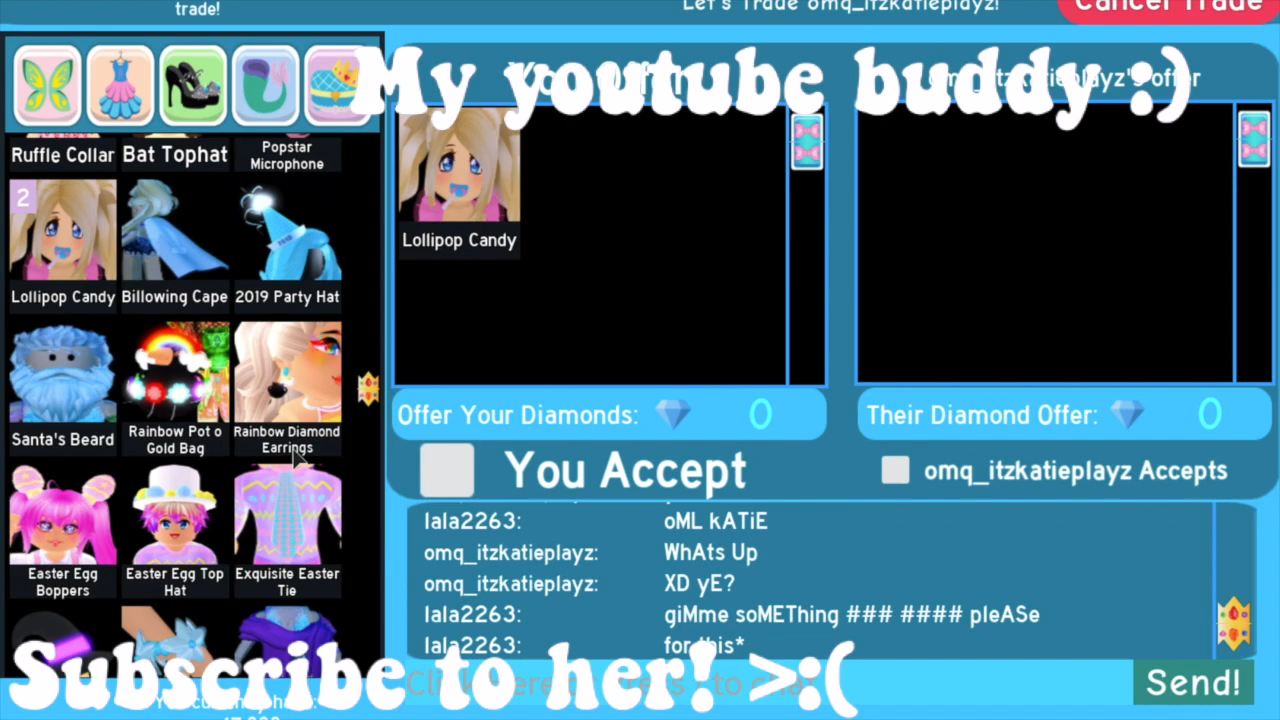 trade!
Let's Trade omq_itzkatieplayz!
Cancel Trade
My youtube buddy :)
omq_itzkatieplayz's offer
Ruffle Collar
Bat Tophat
Popstar
Microphone
2
Lollipop Candy
Billowing Cape
2019 Party Hat
Lollipop Candy
Santa's Beard
Rainbow Pot o
Gold Bag
Rainbow Diamond
Earrings
Offer Your Diamonds: 0
Their Diamond Offer: 0
You Accept
omq_itzkatieplayz Accepts
Easter Egg
Boppers
Easter Egg Top
Hat
Exquisite Easter
Tie
lala2263: oML kATiE
omq_itzkatieplayz: WhAts Up
omq_itzkatieplayz: XD yE?
lala2263: giMme soMEThing ### #### pleASe
lala2263: for this*
Subscribe to her! >:(
Send!